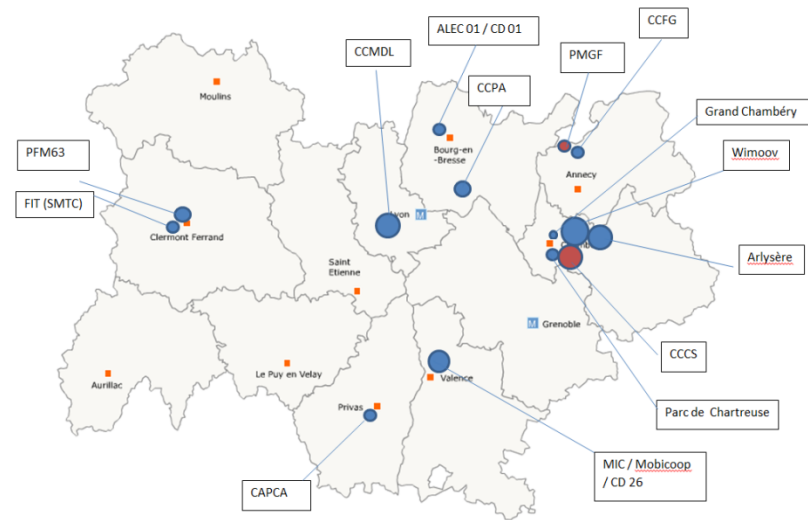 CCFG
ALEC 01 / CD 01
CCMDL
PMGF
CCPA
Grand Chambéry
Moulins
Bourg-en-
Bresse
PFM63
Wimoov
Annecy
FIT (SMTC)
M
Clermont Ferrand
Arlysère
Saint
Etienne
M
Grenoble
CCCS
Le Puy en Velay
Aurillac
Valence
Privas
Parc de Chartreuse
MIC / Mobicoop
/ CD 26
CAPCA